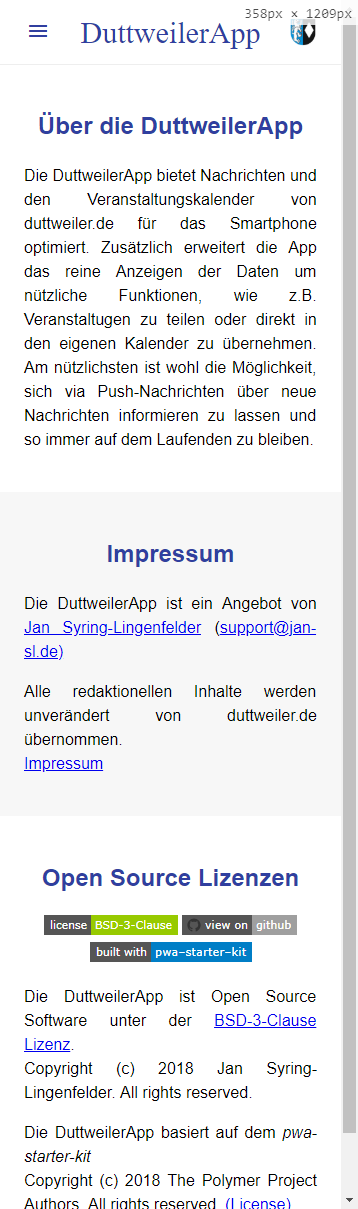 358px × 1209px
DuttweilerApp
Über die DuttweilerApp
Die DuttweilerApp bietet Nachrichten und
den Veranstaltungskalender von
duttweiler.de für das Smartphone
optimiert. Zusätzlich erweitert die App
das reine Anzeigen der Daten um
nützliche Funktionen, wie z.B.
Veranstaltugen zu teilen oder direkt in
den eigenen Kalender zu übernehmen.
Am nützlichsten ist wohl die Möglichkeit,
sich via Push-Nachrichten über neue
Nachrichten informieren zu lassen und
so immer auf dem Laufenden zu bleiben.
Impressum
Die DuttweilerApp ist ein Angebot von
Jan Syring-Lingenfelder (support@jan-
sl.de)
Alle redaktionellen Inhalte werden
unverändert von duttweiler.de
übernommen.
Impressum
Open Source Lizenzen
license BSD-3-Clause view on github
built with pwa-starter-kit
Die DuttweilerApp ist Open Source
Software unter der BSD-3-Clause
Lizenz.
Copyright (c) 2018 Jan Syring-
Lingenfelder. All rights reserved.
Die DuttweilerApp basiert auf dem pwa-
starter-kit
Copyright (c) 2018 The Polymer Project
Authors. All rights reserved. (License)